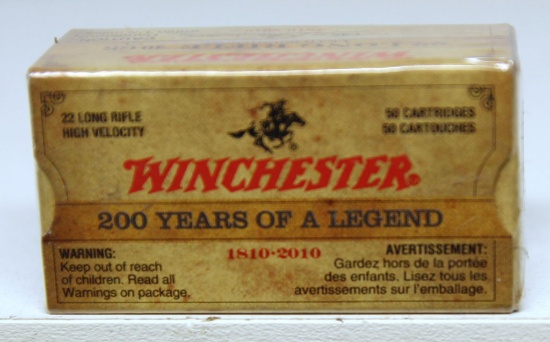 22 LONG RIFLE
HIGH VELOCITY
50 CARTRIDGES
50 CARTOUCHES
WINCHESTER®
200 YEARS OF A LEGEND
1810-2010
WARNING:
Keep out of reach
of children. Read all
Warnings on package.
AVERTISSEMENT:
Gardez hors de la portée
des enfants. Lisez tous les
avertissements sur l'emballage.